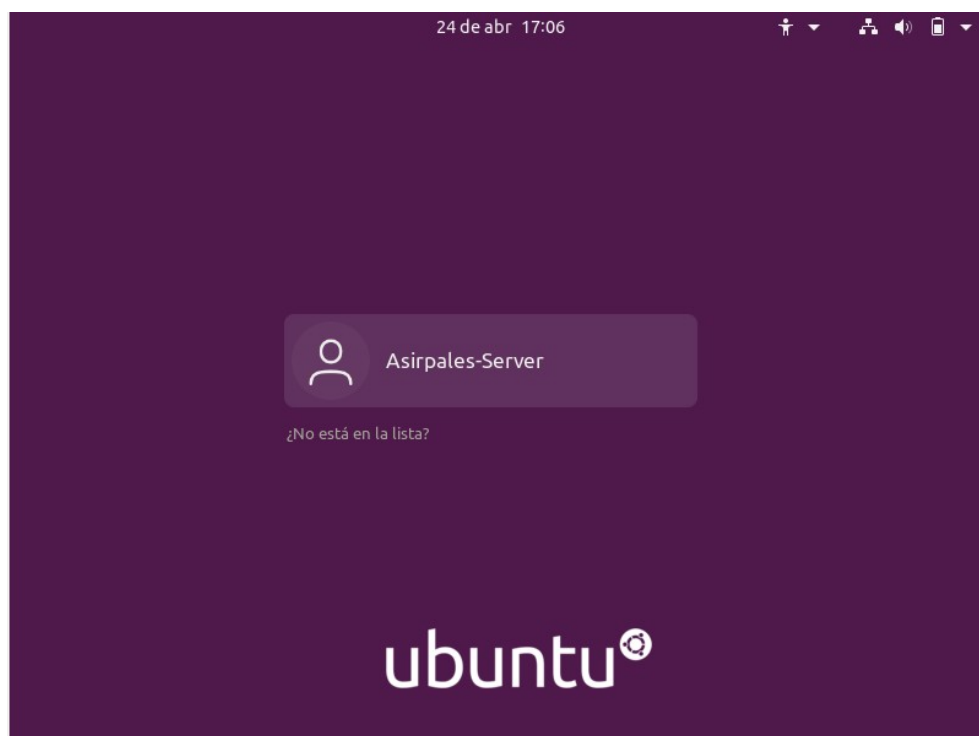 24 de abr 17:06
Asirpales-Server
¿No está en la lista?
ubuntu